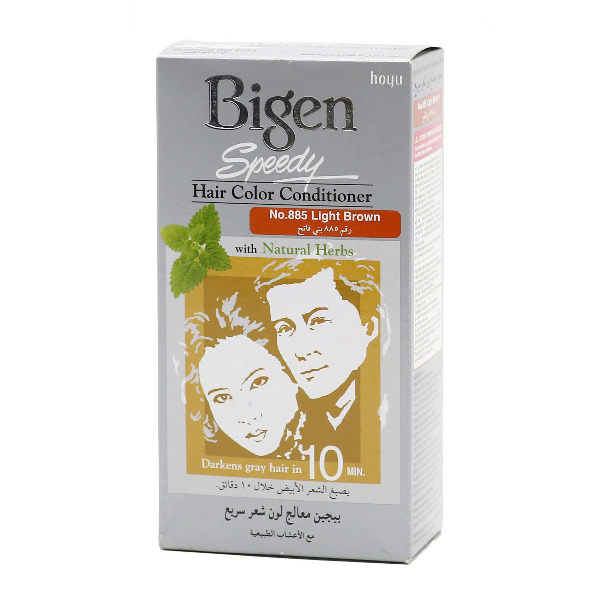 hoyu
Bigen
Speedy
Hair Color Conditioner
No.885 Light Brown
رقم ٨٨٥ بني فاتح
with Natural Herbs
Darkens gray hair in 10 MIN.
يصبغ الشعر الأبيض خلال ١٠ دقائق.
بيجين معالج لون شعر سريع
مع الأعشاب الطبيعية